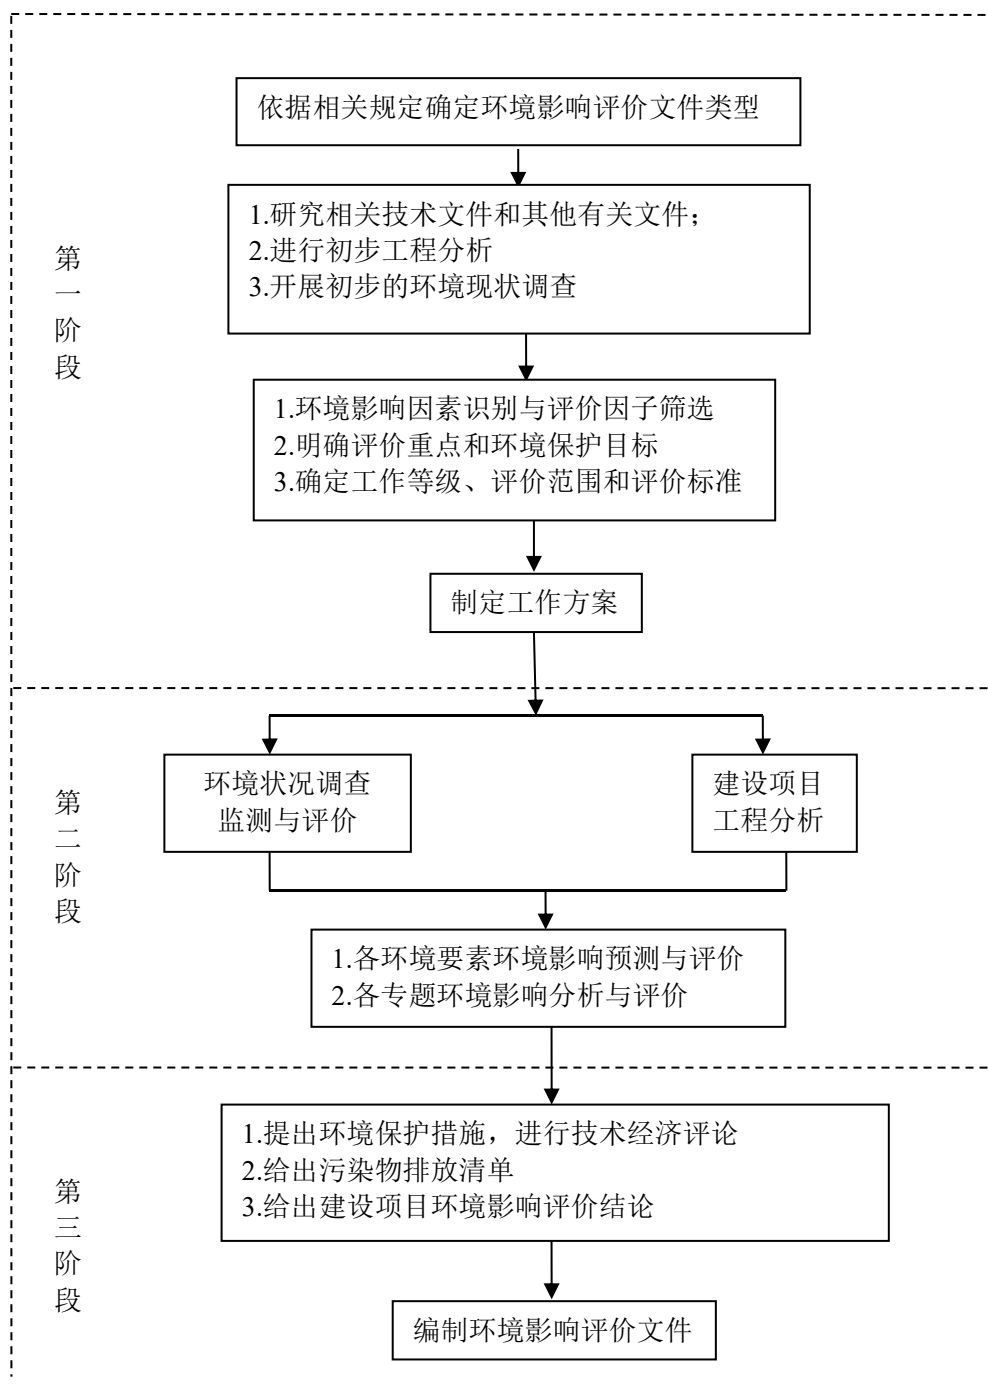 依据相关规定确定环境影响评价文件类型
1.研究相关技术文件和其他有关文件；
2.进行初步工程分析
3.开展初步的环境现状调查
第
一
阶
段
1.环境影响因素识别与评价因子筛选
2.明确评价重点和环境保护目标
3.确定工作等级、评价范围和评价标准
制定工作方案
第
二
阶
段
环境状况调查
监测与评价
建设项目
工程分析
1.各环境要素环境影响预测与评价
2.各专题环境影响分析与评价
第
三
阶
段
1.提出环境保护措施，进行技术经济评论
2.给出污染物排放清单
3.给出建设项目环境影响评价结论
编制环境影响评价文件